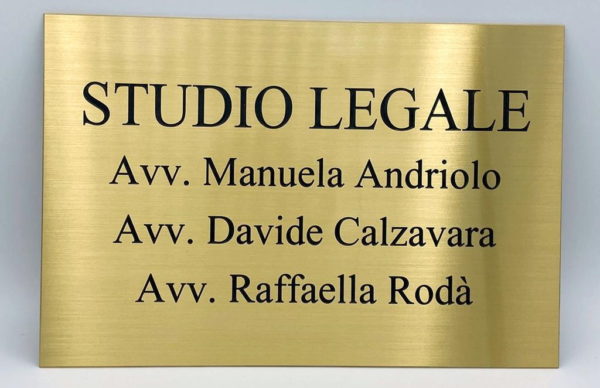 STUDIO LEGALE
Avv. Manuela Andriolo
Avv. Davide Calzavara
Avv. Raffaella Rodà